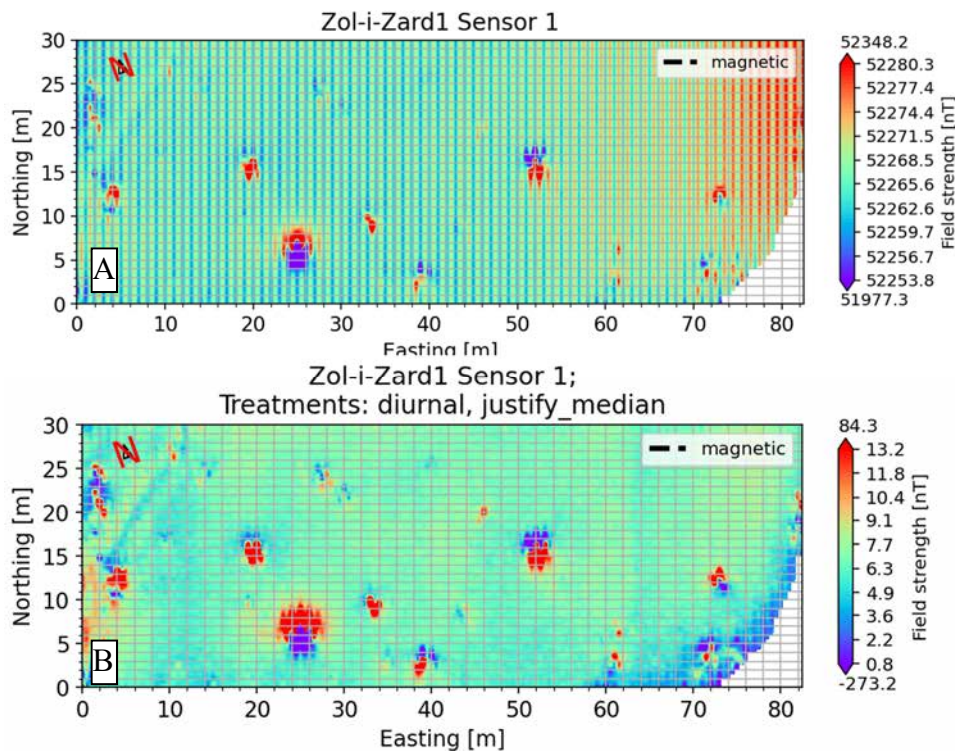 Zol-i-Zard1 Sensor 1
30
25
20
15
10
5
0
Northing [m]
N
A
magnetic
0 10 20 30 40 50 60 70 80
Easting [m]
52348.2
52280.3
52277.4
52274.4
52271.5
52268.5
52265.6
52262.6
52259.7
52256.7
52253.8
51977.3
Field strength [nT]
Zol-i-Zard1 Sensor 1;
Treatments: diurnal, justify_median
30
25
20
15
10
5
0
Northing [m]
N
B
magnetic
0 10 20 30 40 50 60 70 80
Easting [m]
84.3
13.2
11.8
10.4
9.1
7.7
6.3
4.9
3.5
2.2
0.8
-273.2
Field strength [nT]